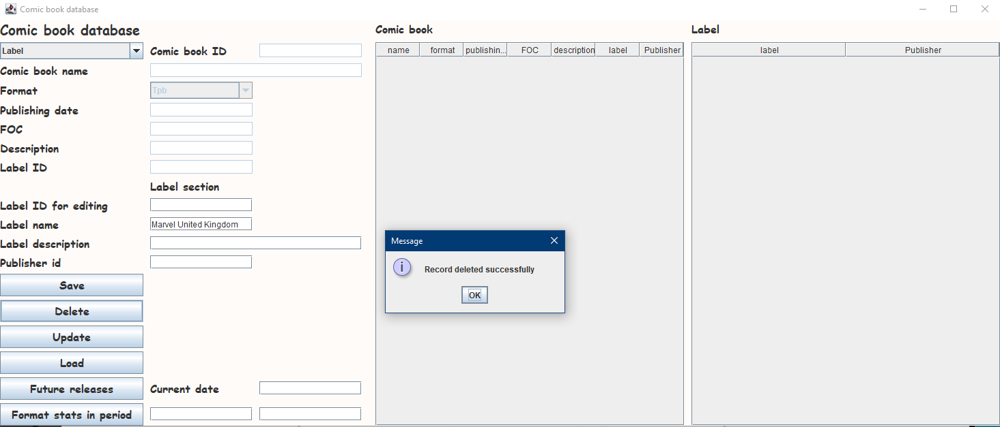 Comic book database
Comic book database
Label
Comic book ID
Comic book name
Format
Tpb
Publishing date
FOC
Description
Label ID
Label section
Label ID for editing
Label name
Marvel United Kingdom
Label description
Publisher id
Save
Delete
Update
Load
Future releases
Current date
Format stats in period
Comic book
name format publishin... FOC description label Publisher
Label
label Publisher
Message
Record deleted successfully
OK